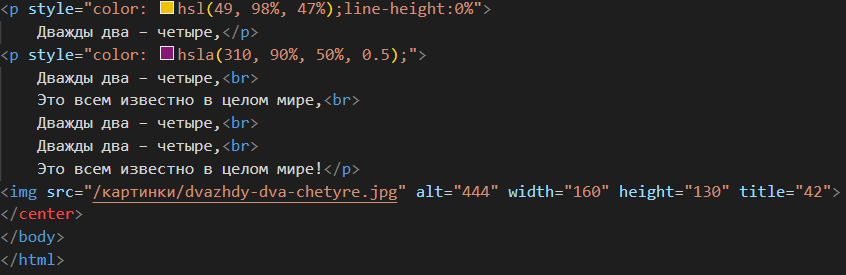 <p style="color: hsl(49, 98%, 47%);line-height:0%">
Дважды два – четыре,</p>
<p style="color: hsla(310, 90%, 50%, 0.5);">
Дважды два – четыре,<br>
Это всем известно в целом мире,<br>
Дважды два – четыре,<br>
Дважды два – четыре,<br>
Это всем известно в целом мире!</p>
<img src="/картинки/dvazhdy-dva-chetyre.jpg" alt="444" width="160" height="130" title="42">
</center>
</body>
</html>